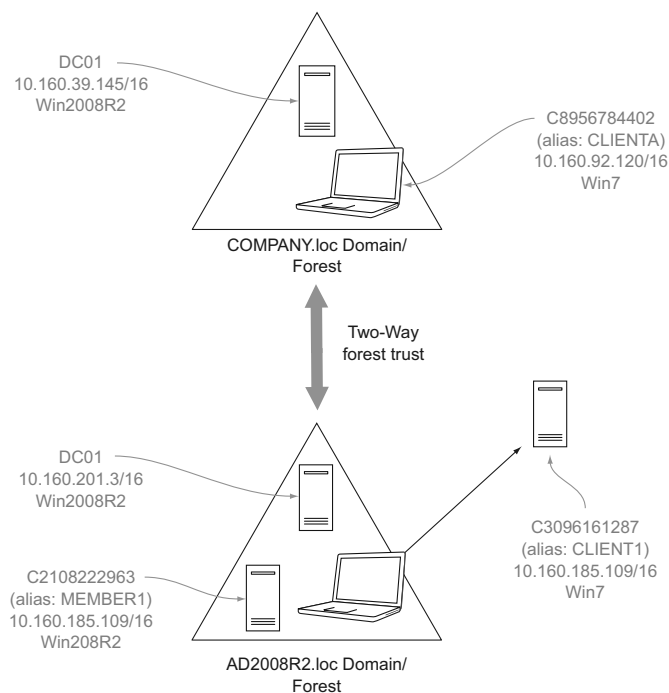 DC01
10.160.39.145/16
Win2008R2
C8956784402
(alias: CLIENTA)
10.160.92.120/16
Win7
COMPANY.loc Domain/
Forest
Two-Way
forest trust
DC01
10.160.201.3/16
Win2008R2
C2108222963
(alias: MEMBER1)
10.160.185.109/16
Win208R2
C3096161287
(alias: CLIENT1)
10.160.185.109/16
Win7
AD2008R2.loc Domain/
Forest